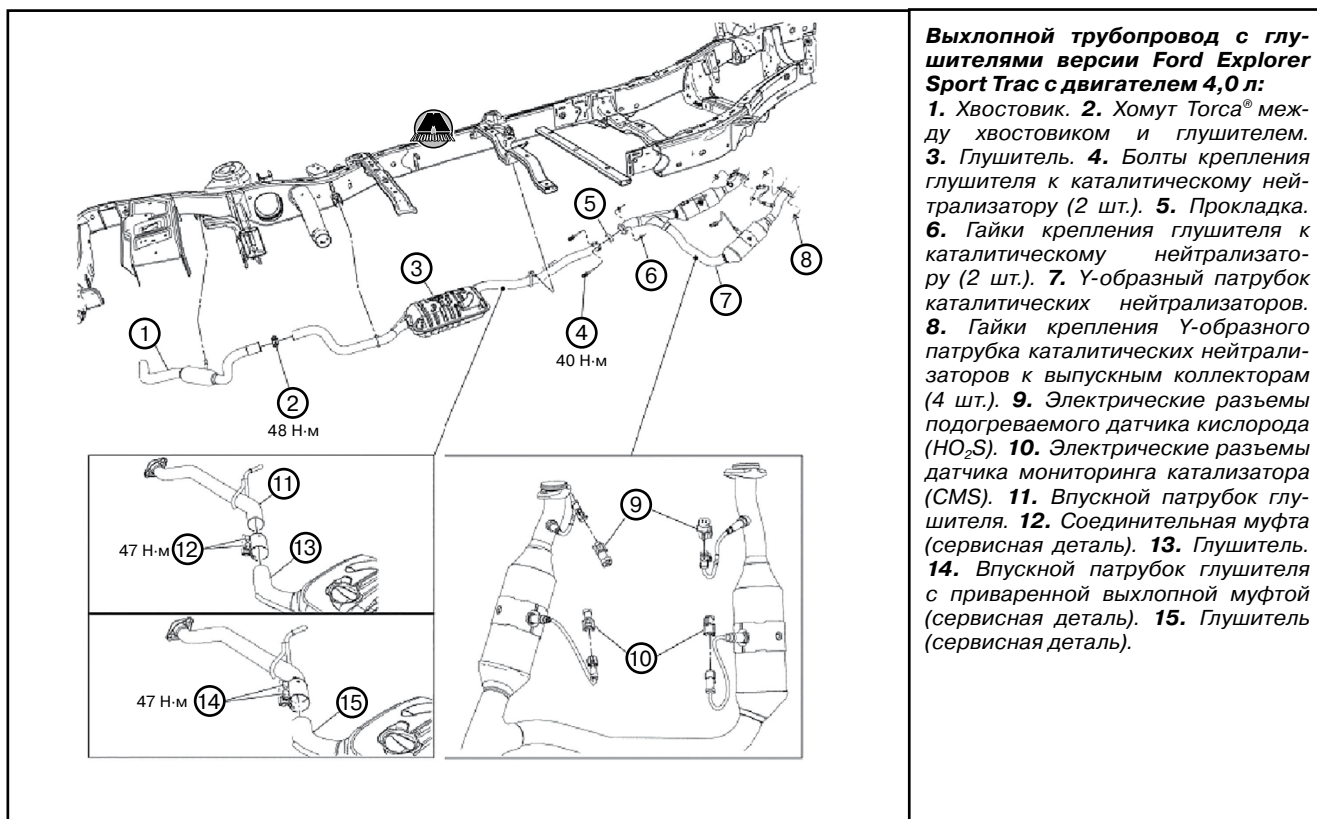 5
6
8
3
7
1
4
40 Н·м
2
48 Н·м
11
9
47 Н·м 12
13
10
47 Н·м 14
15
Выхлопной трубопровод с глу-
шителями версии Ford Explorer
Sport Trac с двигателем 4,0 л:
1. Хвостовик. 2. Хомут Torca® меж-
ду хвостовиком и глушителем.
3. Глушитель. 4. Болты крепления
глушителя к каталитическому ней-
трализатору (2 шт.). 5. Прокладка.
6. Гайки крепления глушителя к
каталитическому нейтрализато-
ру (2 шт.). 7. Y-образный патрубок
каталитических нейтрализаторов.
8. Гайки крепления Y-образного
патрубка каталитических нейтрали-
заторов к выпускным коллекторам
(4 шт.). 9. Электрические разъемы
подогреваемого датчика кислорода
(HO₂S). 10. Электрические разъемы
датчика мониторинга катализатора
(CMS). 11. Впускной патрубок глу-
шителя. 12. Соединительная муфта
(сервисная деталь). 13. Глушитель.
14. Впускной патрубок глушителя
с приваренной выхлопной муфтой
(сервисная деталь). 15. Глушитель
(сервисная деталь).